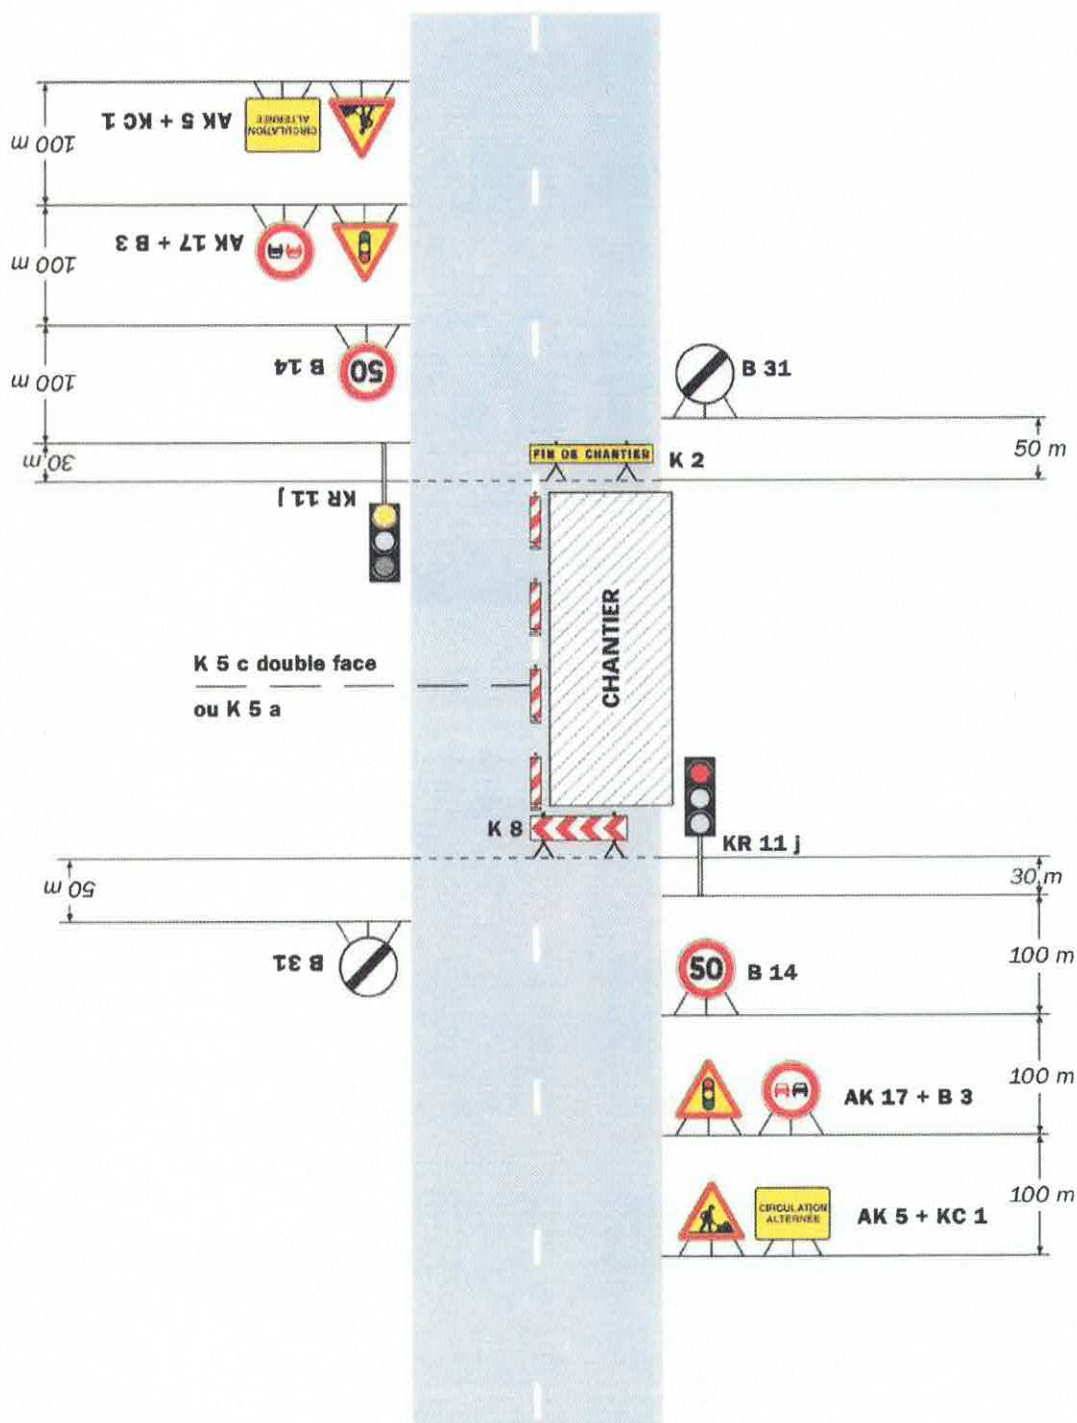 100 m
AK 5 + KC 1
CIRCULATION
ALTERNÉE
100 m
AK 17 + B 3
100 m
B 14
50
B 31
30 m
KR 11 j
FIN DE CHANTIER
K 2
50 m
CHANTIER
K 5 c double face
ou K 5 a
K 8
KR 11 j
50 m
30 m
B 31
50
B 14
100 m
AK 17 + B 3
100 m
CIRCULATION
ALTERNÉE
AK 5 + KC 1
100 m